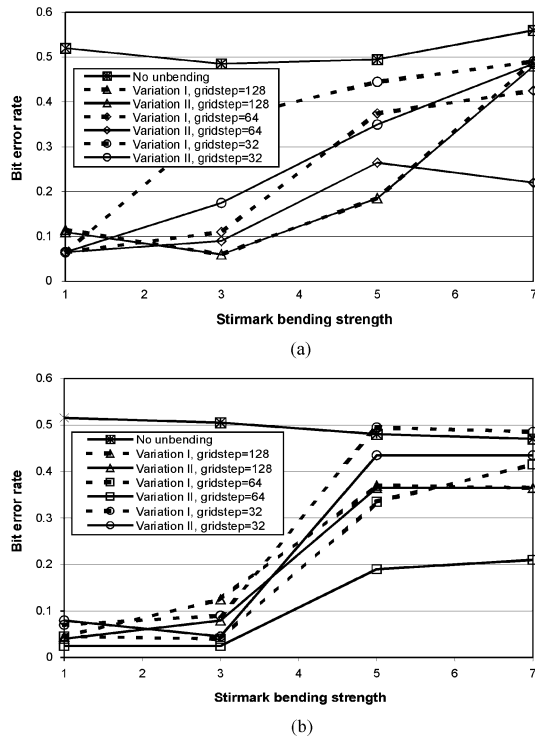 0.6
0.5
0.4
0.3
0.2
0.1
0
Bit error rate
No unbending
Variation I, gridstep=128
Variation II, gridstep=128
Variation I, gridstep=64
Variation II, gridstep=64
Variation I, gridstep=32
Variation II, gridstep=32
1 2 3 4 5 6 7
Stirmark bending strength
(a)
0.6
0.5
0.4
0.3
0.2
0.1
0
Bit error rate
No unbending
Variation I, gridstep=128
Variation II, gridstep=128
Variation I, gridstep=64
Variation II, gridstep=64
Variation I, gridstep=32
Variation II, gridstep=32
1 2 3 4 5 6 7
Stirmark bending strength
(b)